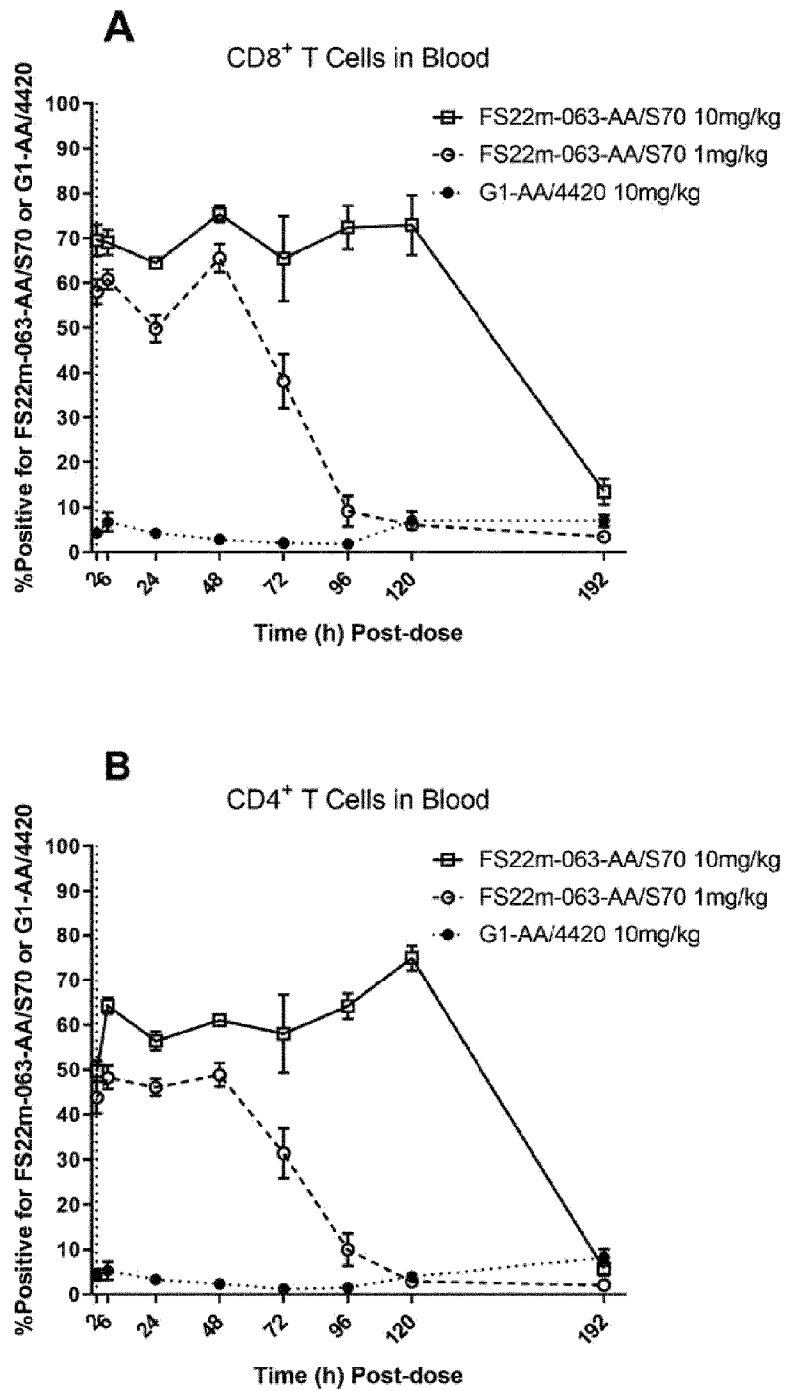 A
CD8+ T Cells in Blood
%Positive for FS22m-063-AA/S70 or G1-AA/4420
100
90
80
70
60
50
40
30
20
10
0
FS22m-063-AA/S70 10mg/kg
FS22m-063-AA/S70 1mg/kg
G1-AA/4420 10mg/kg
2 6 24 48 72 96 120 192
Time (h) Post-dose
B
CD4+ T Cells in Blood
%Positive for FS22m-063-AA/S70 or G1-AA/4420
100
90
80
70
60
50
40
30
20
10
0
FS22m-063-AA/S70 10mg/kg
FS22m-063-AA/S70 1mg/kg
G1-AA/4420 10mg/kg
2 6 24 48 72 96 120 192
Time (h) Post-dose